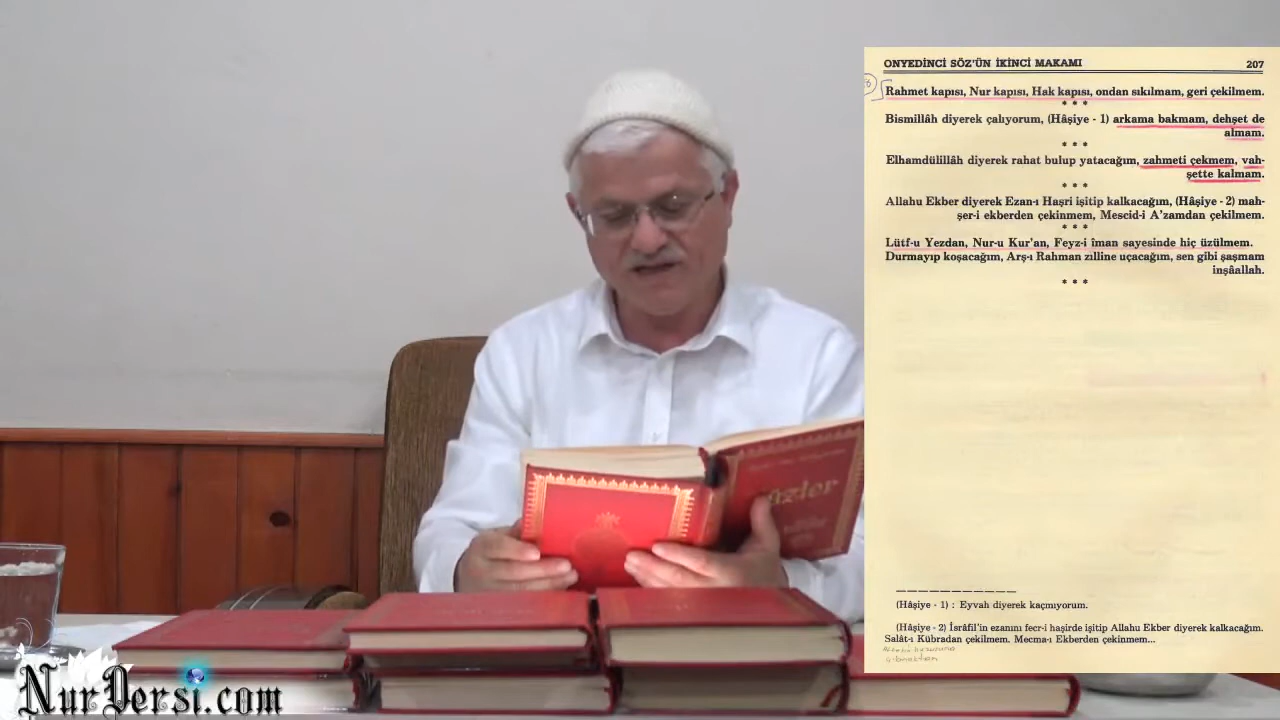 ONYEDİNCİ SÖZ'ÜN İKİNCİ MAKAMI 207
Rahmet kapısı, Nur kapısı, Hak kapısı, ondan sıkılmam, geri çekilmem.
* * *
Bismillâh diyerek çalıyorum, (Hâşiye - 1) arkama bakmam, dehşet de
almam.
* * *
Elhamdülillâh diyerek rahat bulup yatacağım, zahmeti çekmem, vah-
şette kalmam.
* * *
Allahu Ekber diyerek Ezan-ı Haşri işitip kalkacağım, (Hâşiye - 2) mah-
şer-i ekberden çekinmem, Mescid-i A'zamdan çekilmem.
* * *
Lütf-u Yezdan, Nur-u Kur'an, Feyz-i îman sayesinde hiç üzülmem.
Durmayıp koşacağım, Arş-ı Rahman zılline uçacağım, sen gibi şaşmam
inşâallah.
* * *
(Hâşiye - 1) : Eyvah diyerek kaçmıyorum.
(Hâşiye - 2) İsrâfil'in ezanını fecr-i haşirde işitip Allahu Ekber diyerek kalkacağım.
Salât-ı Kübradan çekilmem. Mecma-ı Ekberden çekinmem...
Sözler
NurDersi.com